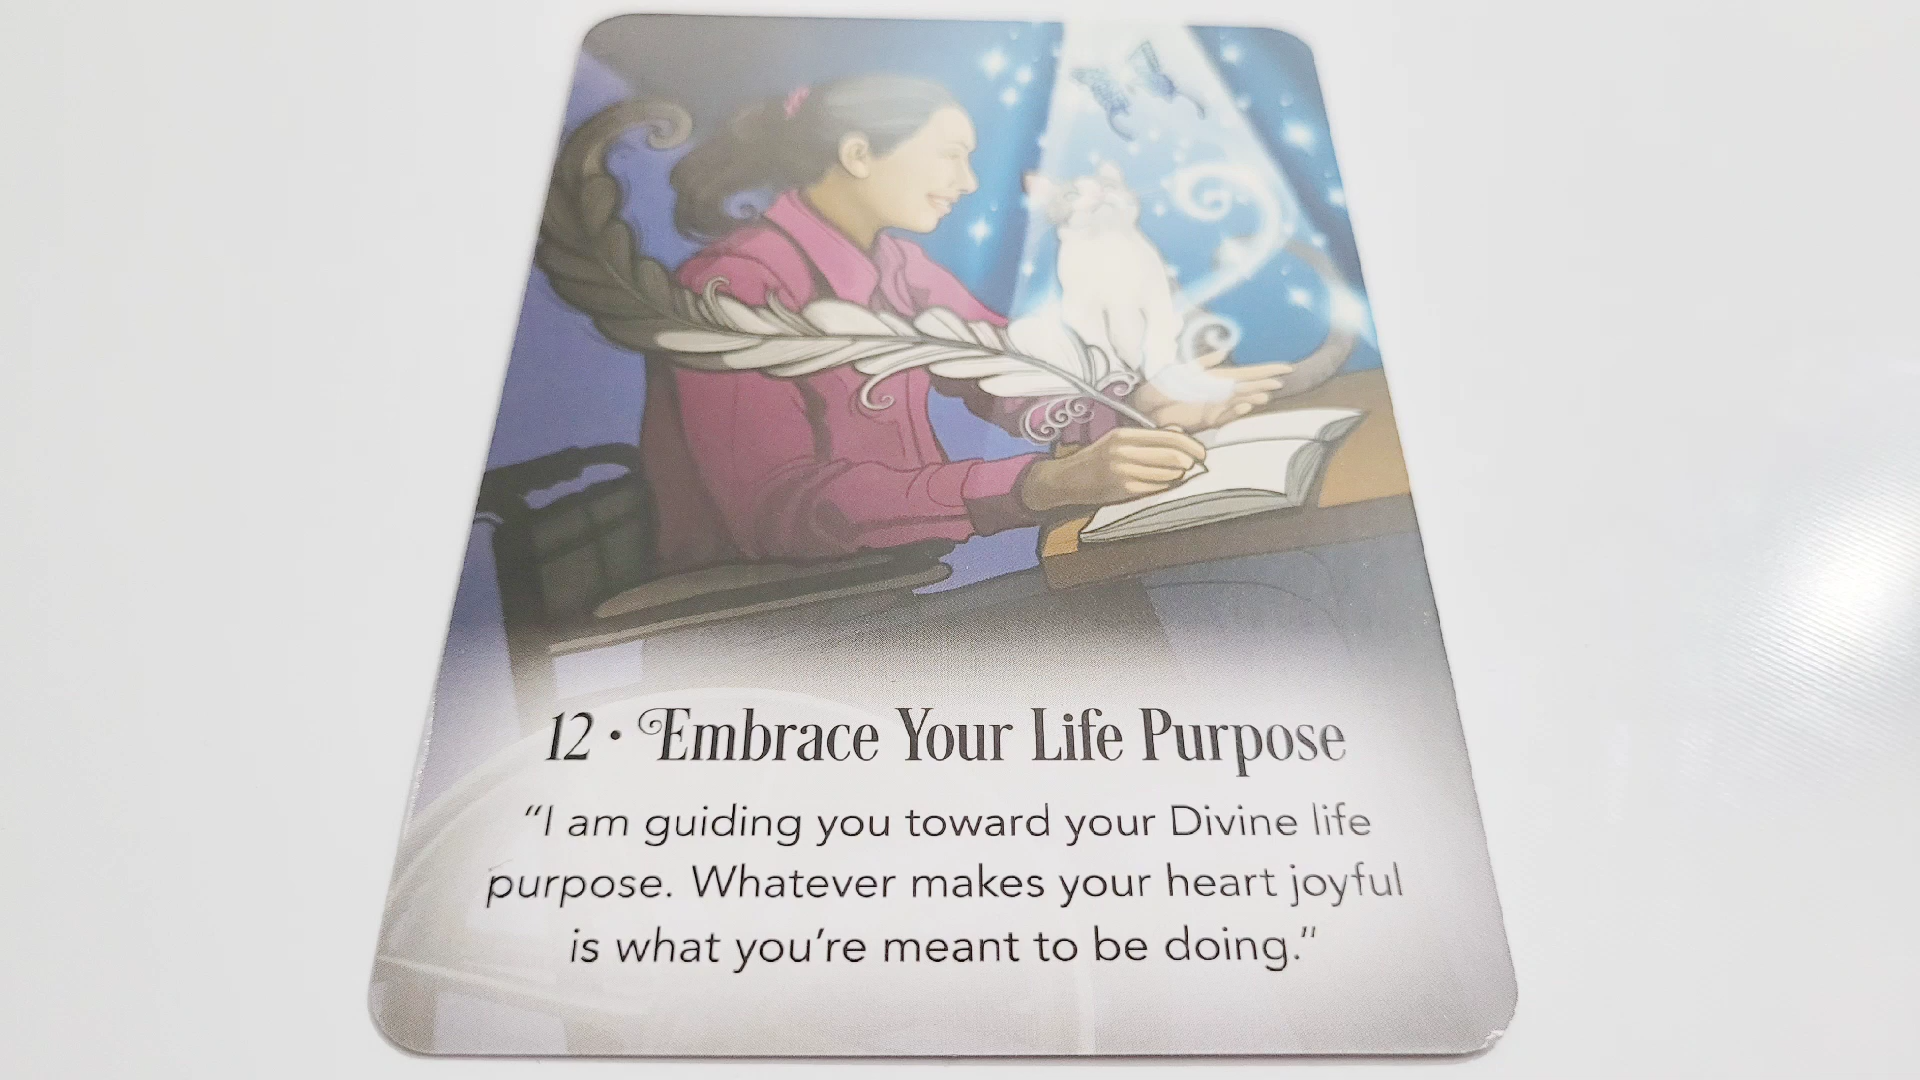 12 • Embrace Your Life Purpose
“I am guiding you toward your Divine life
purpose. Whatever makes your heart joyful
is what you’re meant to be doing.”